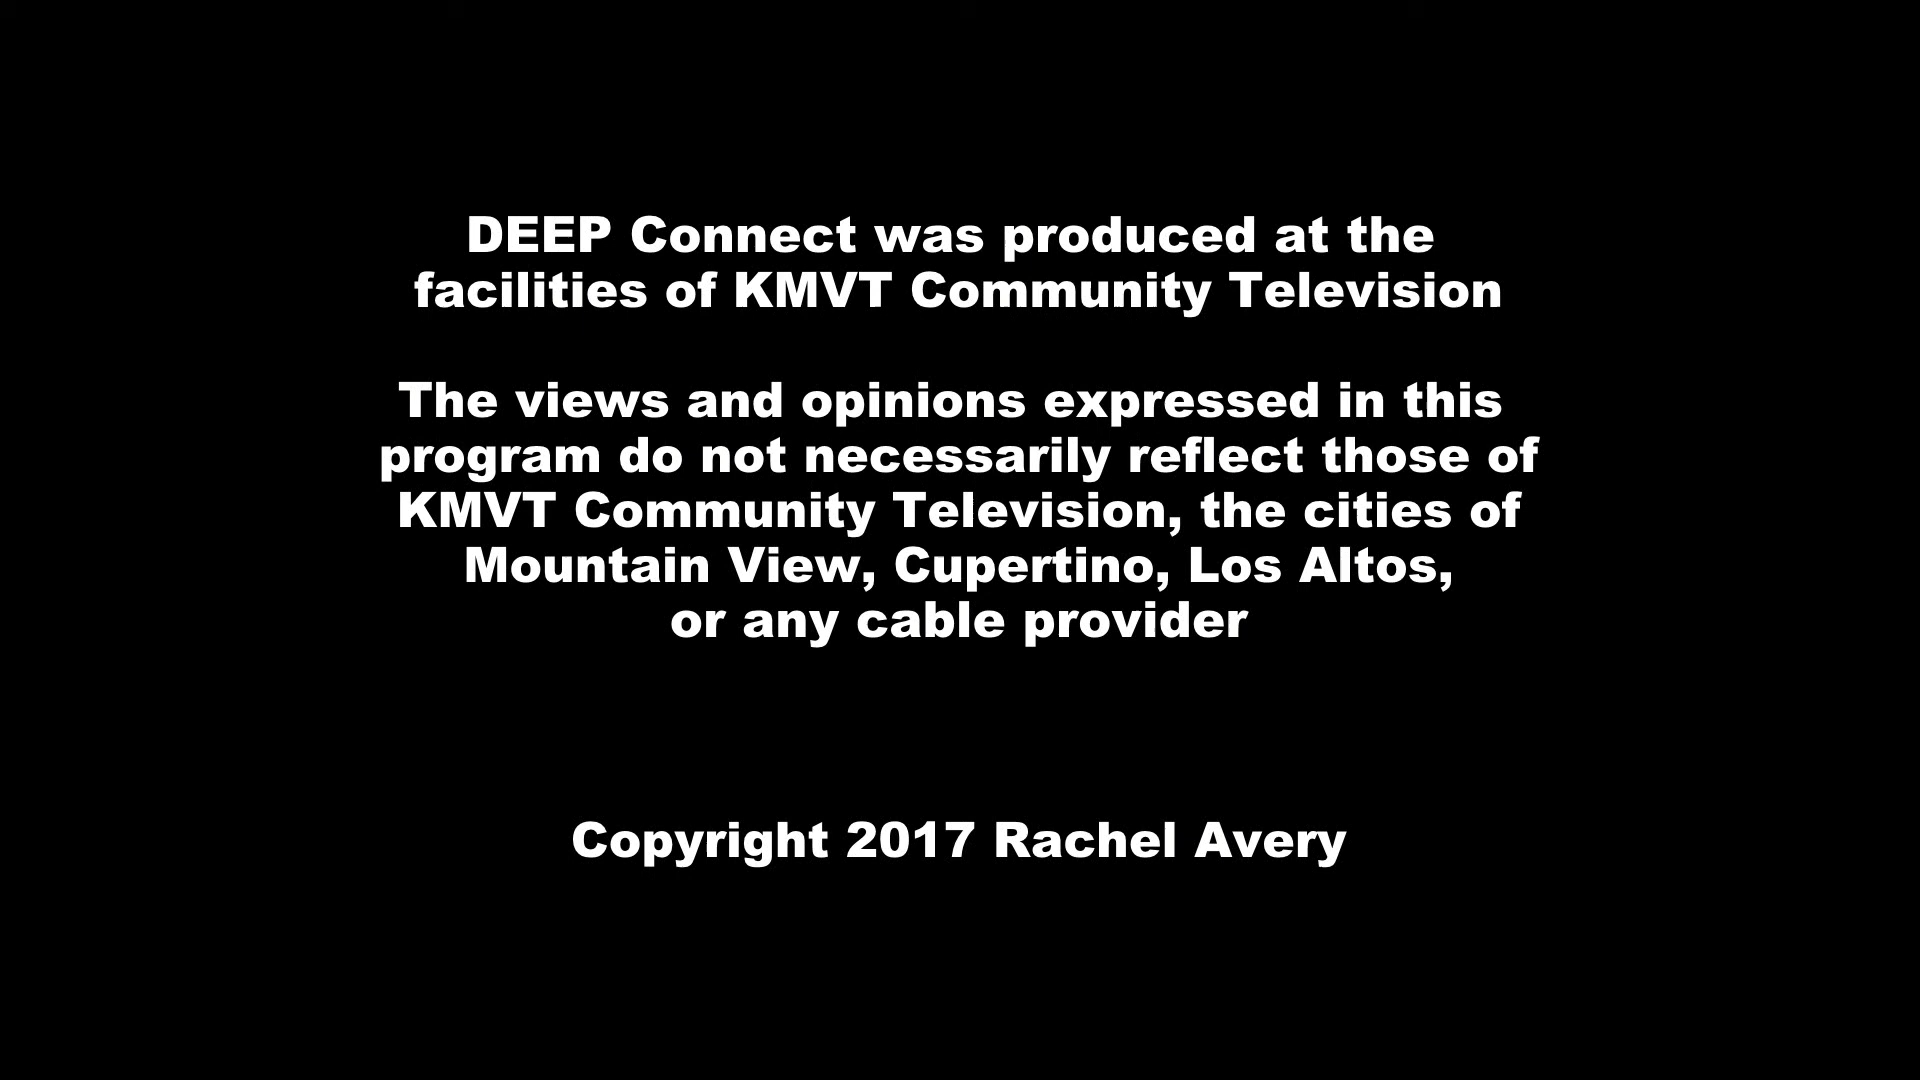 DEEP Connect was produced at the
facilities of KMVT Community Television
The views and opinions expressed in this
program do not necessarily reflect those of
KMVT Community Television, the cities of
Mountain View, Cupertino, Los Altos,
or any cable provider
Copyright 2017 Rachel Avery